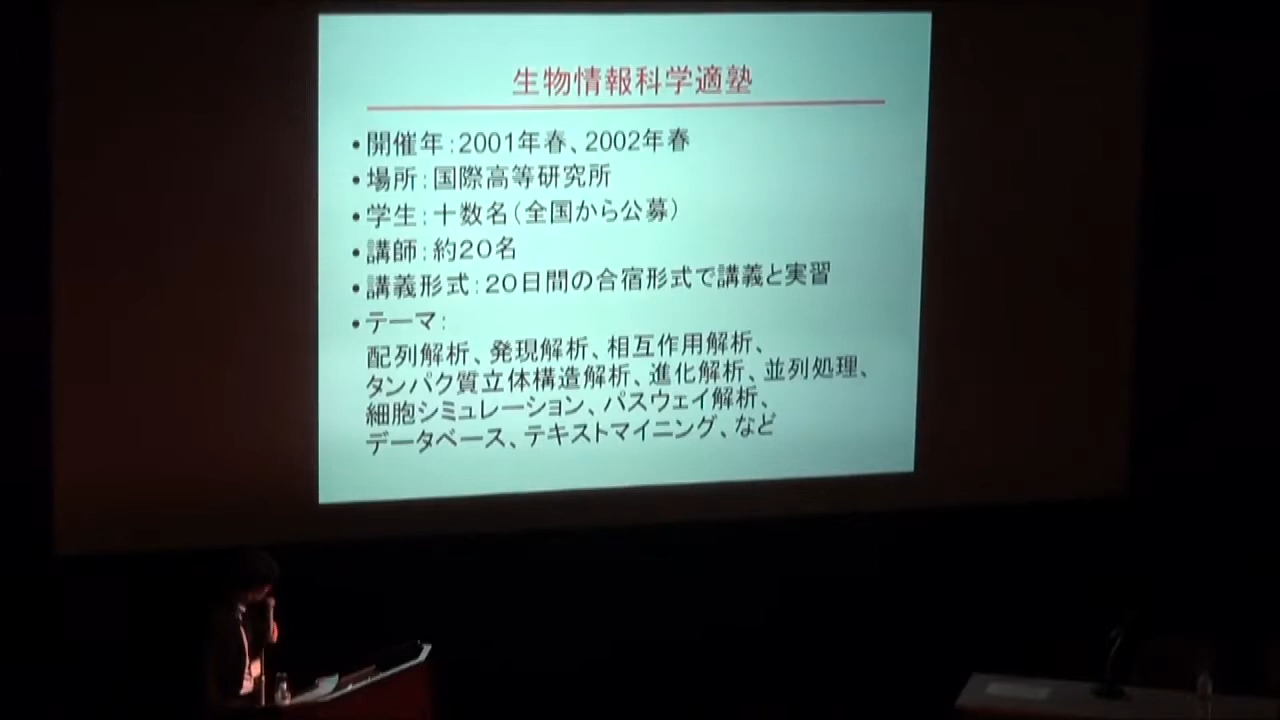 生物情報科学適塾
•開催年：2001年春、2002年春
•場所：国際高等研究所
•学生：十数名（全国から公募）
•講師：約20名
•講義形式：20日間の合宿形式で講義と実習
•テーマ：
配列解析、発現解析、相互作用解析、
タンパク質立体構造解析、進化解析、並列処理、
細胞シミュレーション、パスウェイ解析、
データベース、テキストマイニング、など